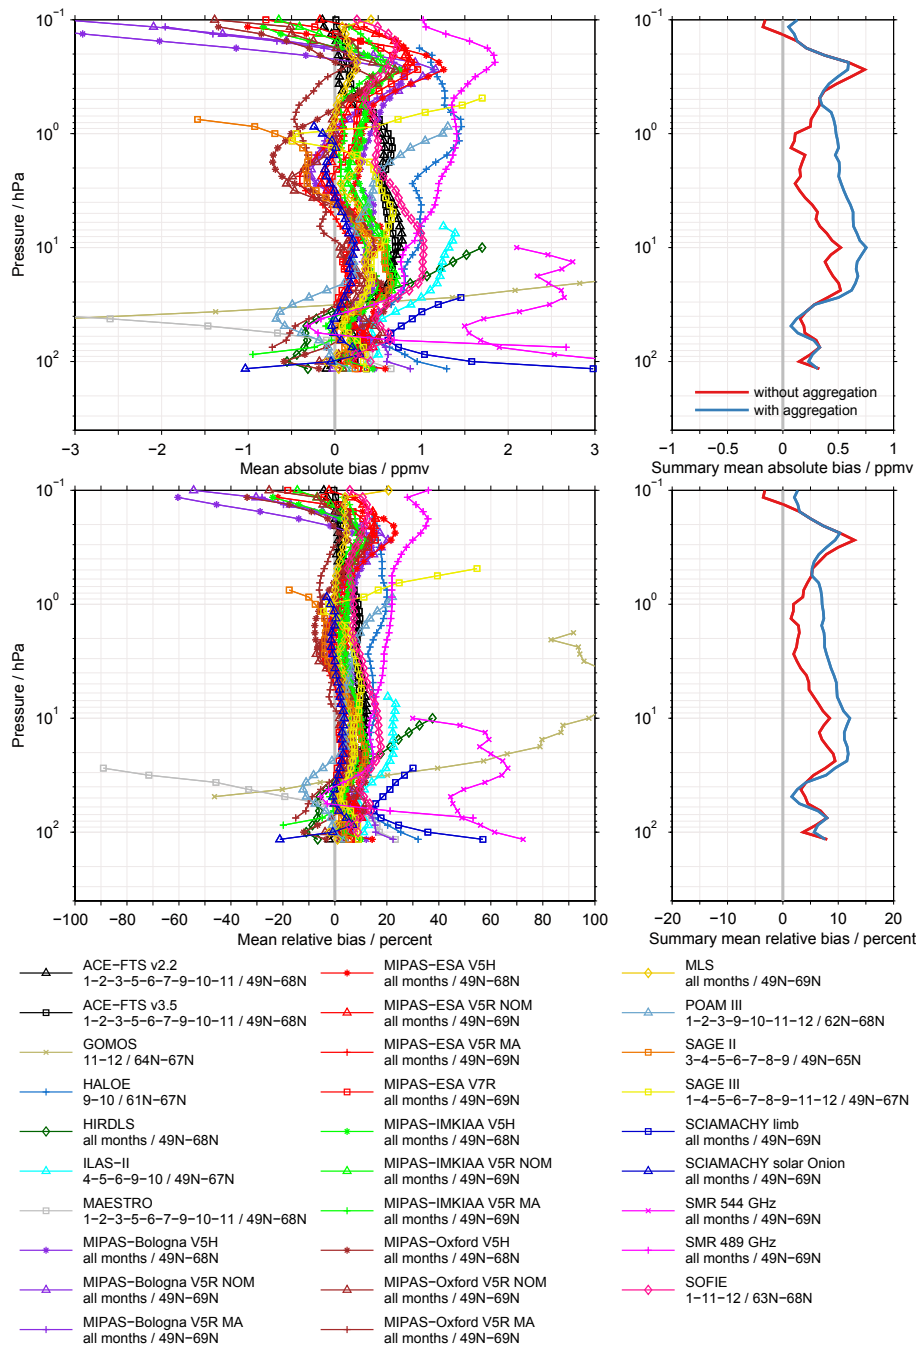 10−1
100
101
102
Pressure / hPa
−3
−2
−1
0
1
2
3
Mean absolute bias / ppmv
10−1
100
101
102
without aggregation
with aggregation
−1
−0.5
0
0.5
1
Summary mean absolute bias / ppmv
10−1
100
101
102
Pressure / hPa
−100
−80
−60
−40
−20
0
20
40
60
80
100
Mean relative bias / percent
10−1
100
101
102
−20
−10
0
10
20
Summary mean relative bias / percent
ACE−FTS v2.2
1−2−3−5−6−7−9−10−11 / 49N−68N
ACE−FTS v3.5
1−2−3−5−6−7−9−10−11 / 49N−68N
GOMOS
11−12 / 64N−67N
HALOE
9−10 / 61N−67N
HIRDLS
all months / 49N−68N
ILAS−II
4−5−6−9−10 / 49N−67N
MAESTRO
1−2−3−5−6−7−9−10−11 / 49N−68N
MIPAS−Bologna V5H
all months / 49N−68N
MIPAS−Bologna V5R NOM
all months / 49N−69N
MIPAS−Bologna V5R MA
all months / 49N−69N
MIPAS−ESA V5H
all months / 49N−68N
MIPAS−ESA V5R NOM
all months / 49N−69N
MIPAS−ESA V5R MA
all months / 49N−69N
MIPAS−ESA V7R
all months / 49N−69N
MIPAS−IMKIAA V5H
all months / 49N−68N
MIPAS−IMKIAA V5R NOM
all months / 49N−69N
MIPAS−IMKIAA V5R MA
all months / 49N−69N
MIPAS−Oxford V5H
all months / 49N−68N
MIPAS−Oxford V5R NOM
all months / 49N−69N
MIPAS−Oxford V5R MA
all months / 49N−69N
MLS
all months / 49N−69N
POAM III
1−2−3−9−10−11−12 / 62N−68N
SAGE II
3−4−5−6−7−8−9 / 49N−65N
SAGE III
1−4−5−6−7−8−9−11−12 / 49N−67N
SCIAMACHY limb
all months / 49N−69N
SCIAMACHY solar Onion
all months / 49N−69N
SMR 544 GHz
all months / 49N−69N
SMR 489 GHz
all months / 49N−69N
SOFIE
1−11−12 / 63N−68N